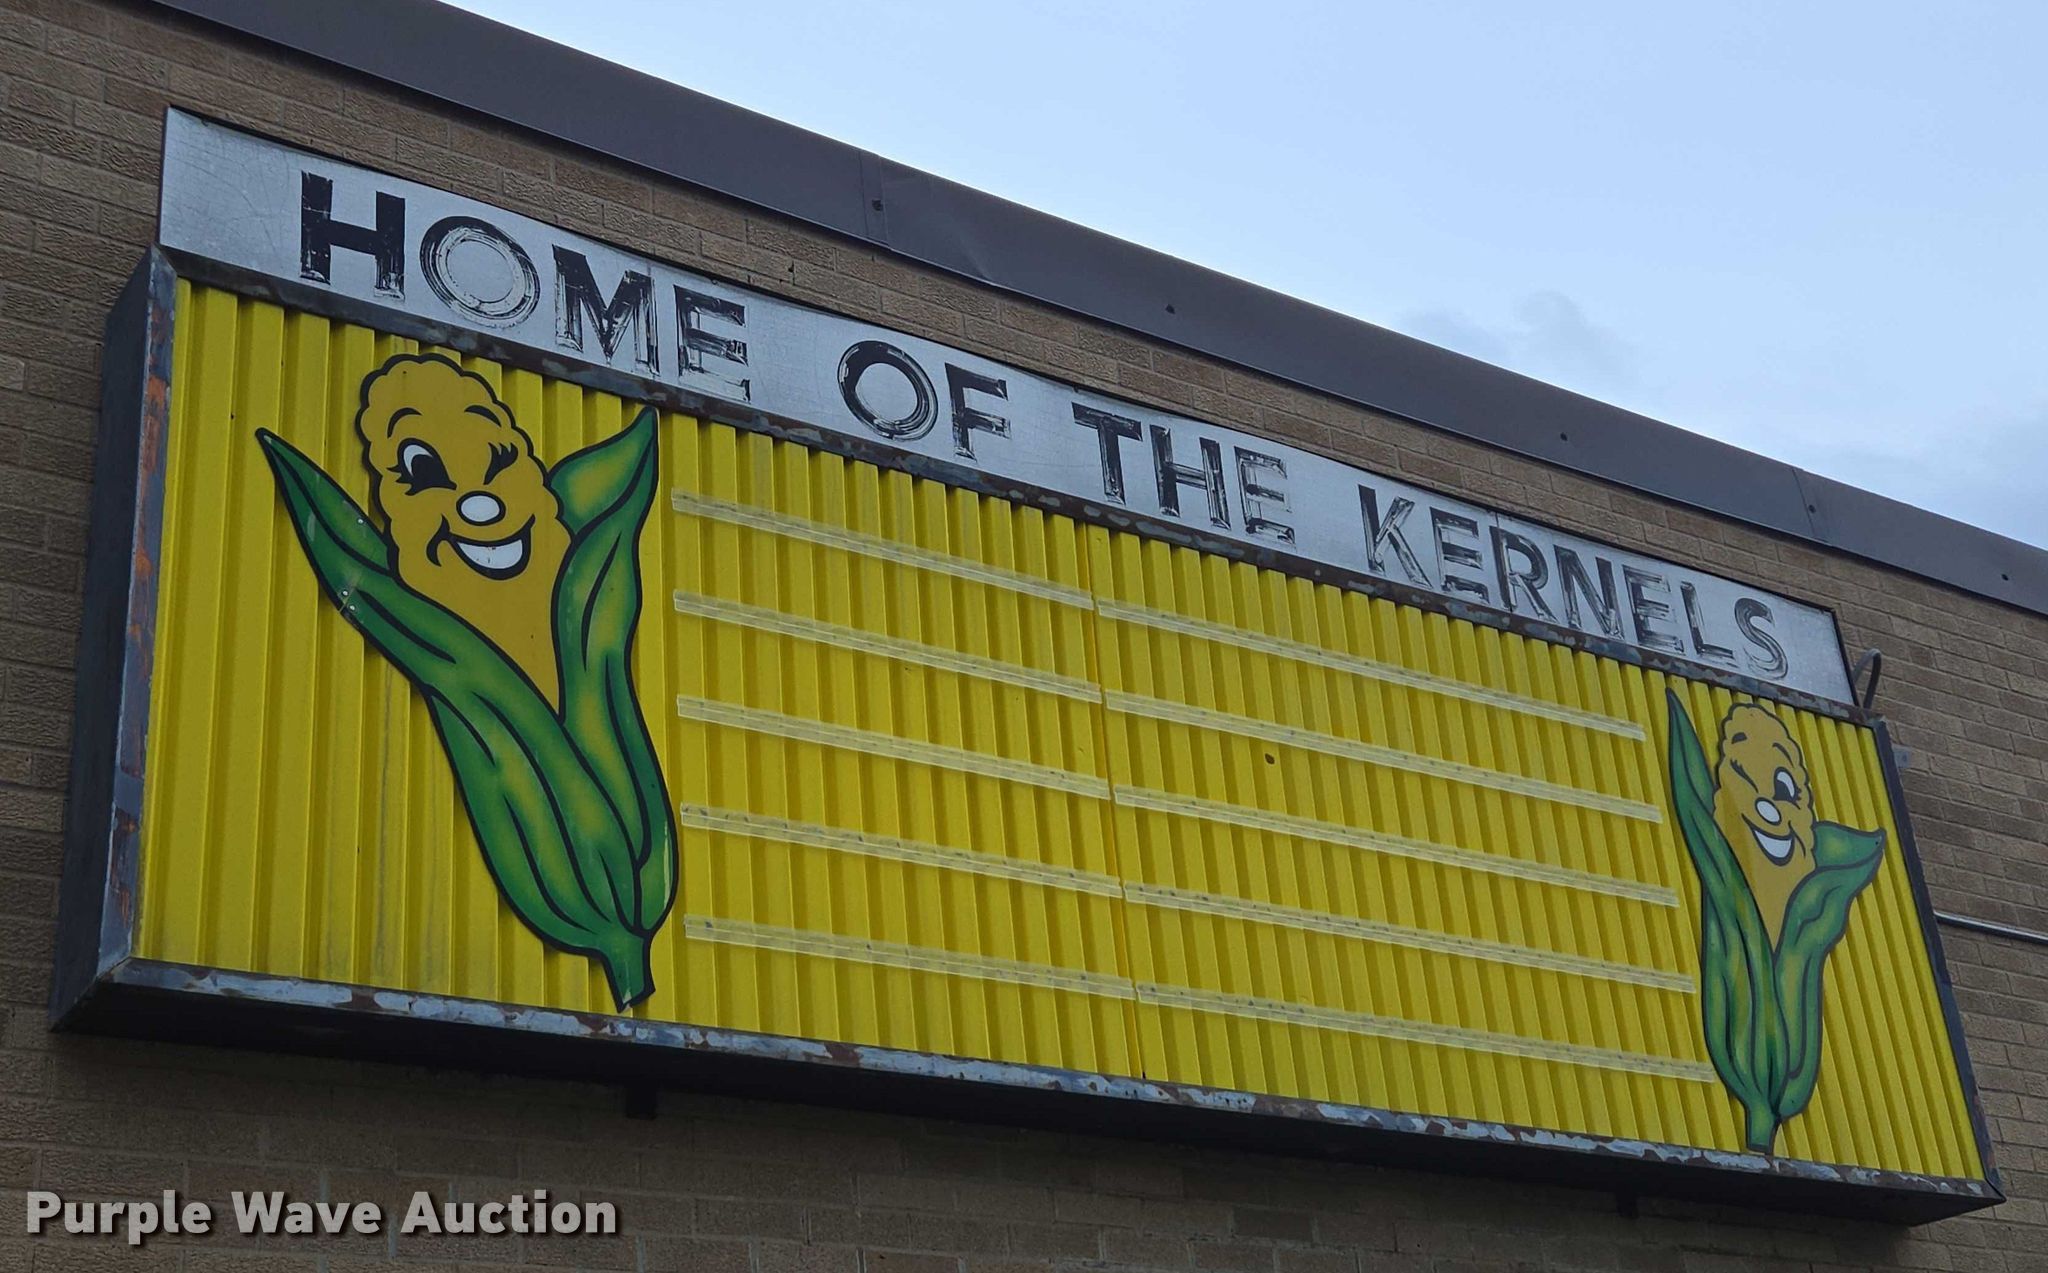 HOME OF THE KERNELS
Purple Wave Auction